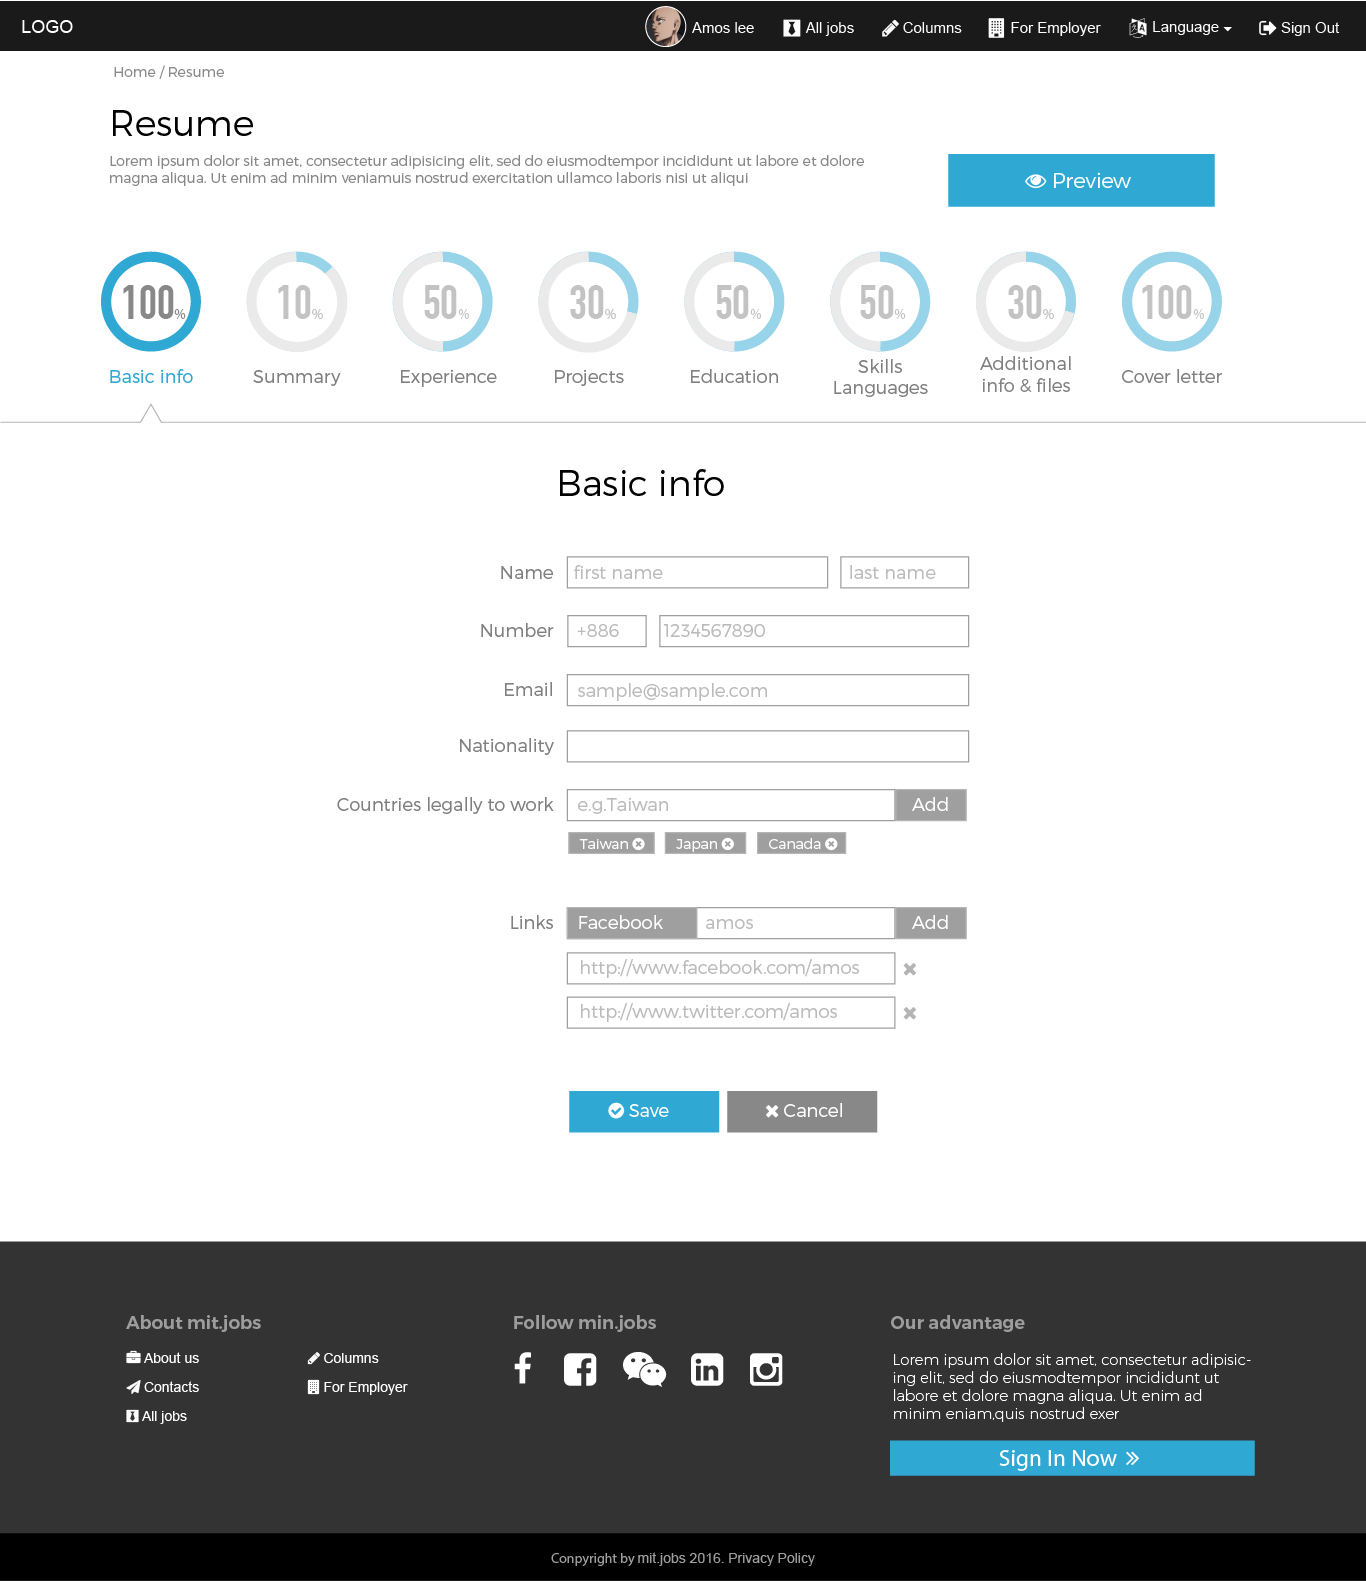 LOGO
Amos lee
All jobs
Columns
For Employer
Language
Sign Out
Home / Resume
Resume
Lorem ipsum dolor sit amet, consectetur adipisicing elit, sed do eiusmodtempor incididunt ut labore et dolore
magna aliqua. Ut enim ad minim veniamuis nostrud exercitation ullamco laboris nisi ut aliqui
Preview
100%
10%
50%
30%
50%
50%
30%
100%
Basic info
Summary
Experience
Projects
Education
Skills
Languages
Additional
info & files
Cover letter
Basic info
Name
first name
last name
Number
+886
1234567890
Email
sample@sample.com
Nationality
Countries legally to work
e.g.Taiwan
Add
Taiwan
Japan
Canada
Links
Facebook
amos
Add
http://www.facebook.com/amos
http://www.twitter.com/amos
Save
Cancel
About mit.jobs
About us
Contacts
All jobs
Columns
For Employer
Follow min.jobs
Our advantage
Lorem ipsum dolor sit amet, consectetur adipisic-
ing elit, sed do eiusmodtempor incididunt ut
labore et dolore magna aliqua. Ut enim ad
minim eniam,quis nostrud exer
Sign In Now
Conpyright by mit.jobs 2016. Privacy Policy